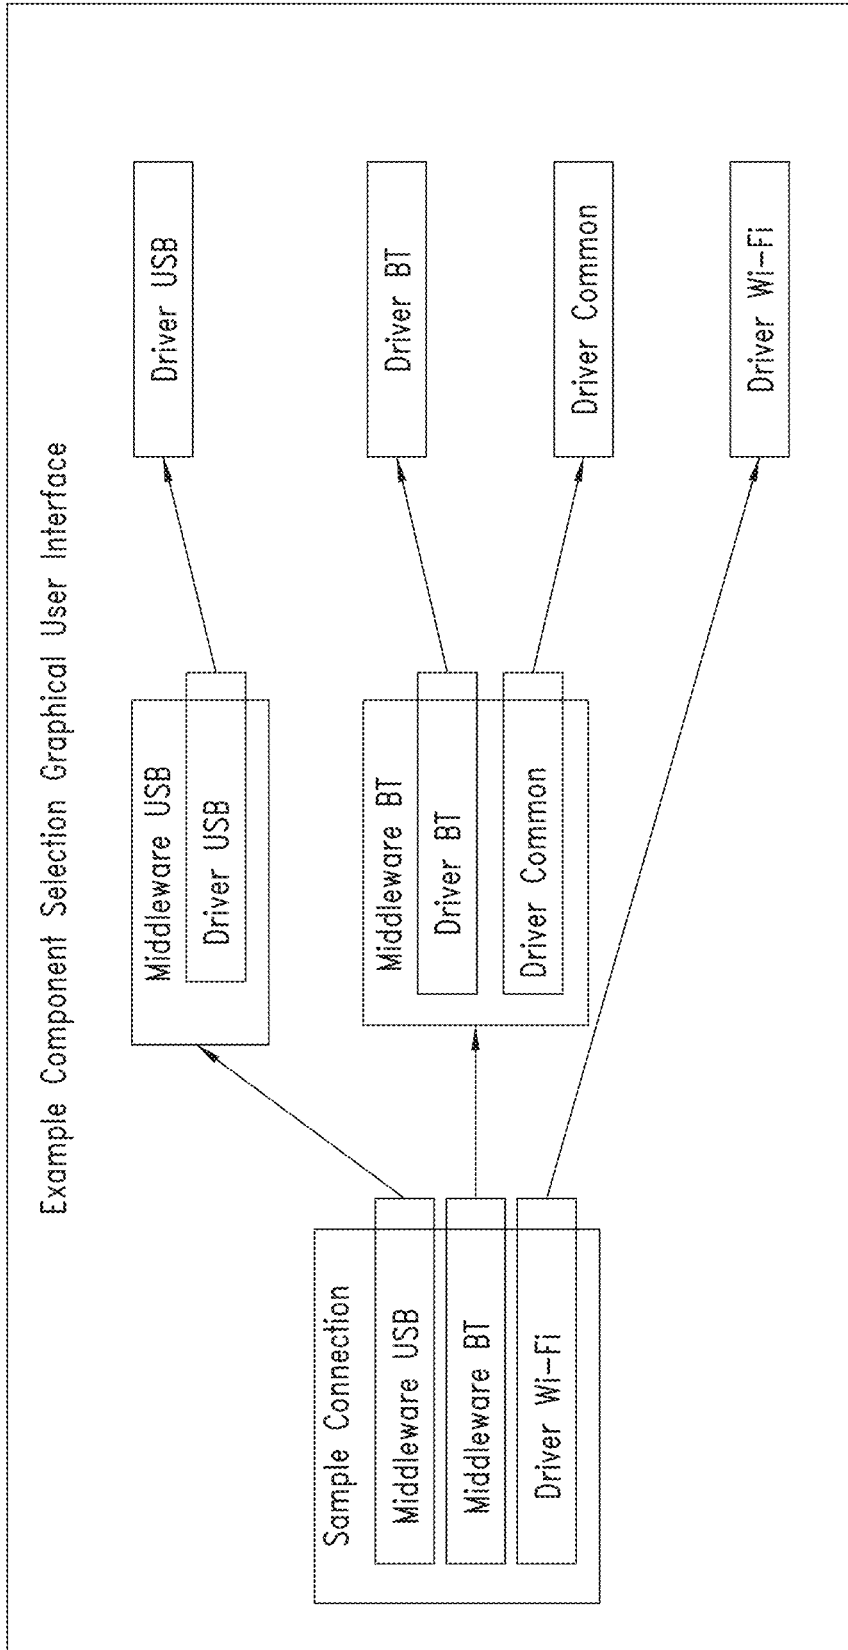 Example Component Selection Graphical User Interface
Sample Connection
Middleware USB
Middleware BT
Driver Wi-Fi
Middleware USB
Driver USB
Middleware BT
Driver BT
Driver Common
Driver USB
Driver BT
Driver Common
Driver Wi-Fi